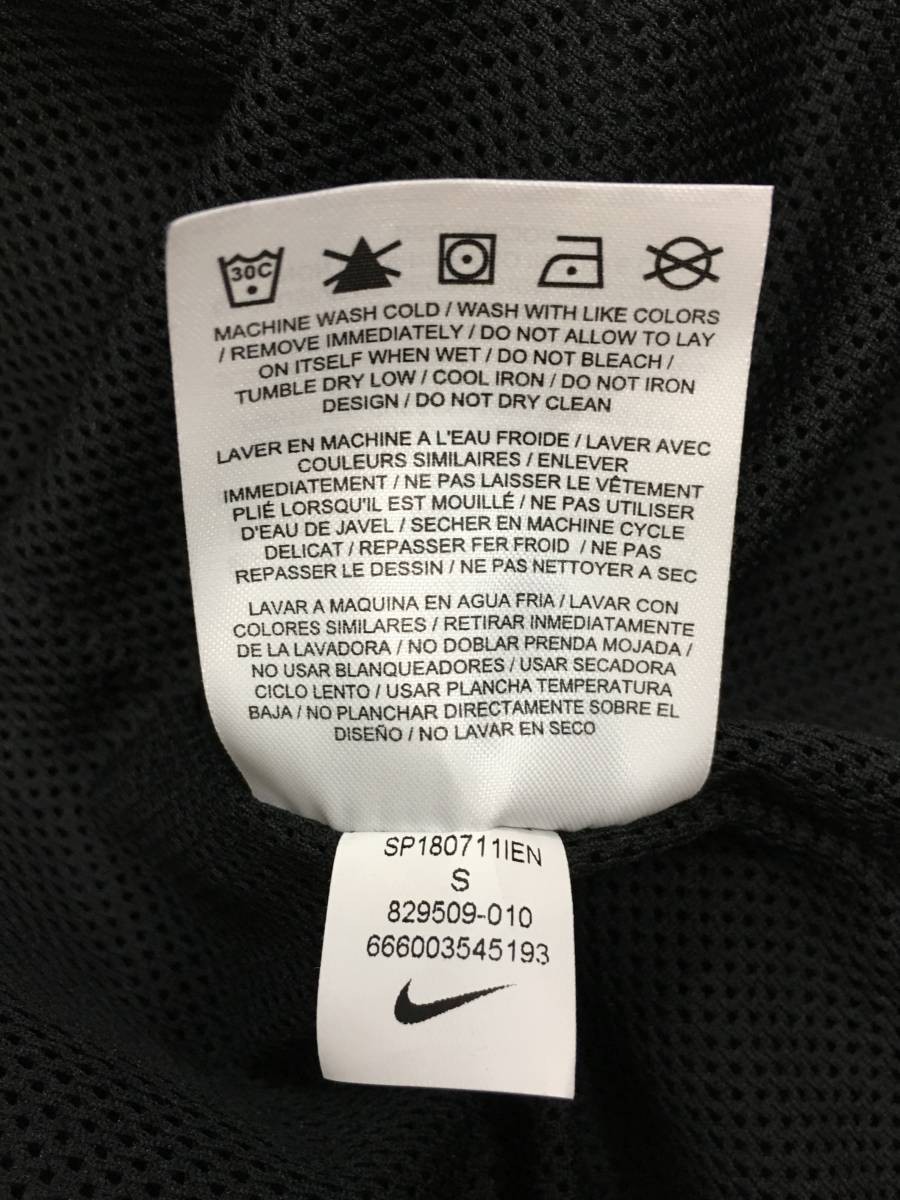 30C
MACHINE WASH COLD / WASH WITH LIKE COLORS
/ REMOVE IMMEDIATELY / DO NOT ALLOW TO LAY
ON ITSELF WHEN WET / DO NOT BLEACH /
TUMBLE DRY LOW / COOL IRON / DO NOT IRON
DESIGN / DO NOT DRY CLEAN
LAVER EN MACHINE A L'EAU FROIDE / LAVER AVEC
COULEURS SIMILAIRES / ENLEVER
IMMEDIATEMENT / NE PAS LAISSER LE VÊTEMENT
PLIÉ LORSQU'IL EST MOUILLÉ / NE PAS UTILISER
D'EAU DE JAVEL / SECHER EN MACHINE CYCLE
DELICAT / REPASSER FER FROID / NE PAS
REPASSER LE DESSIN / NE PAS NETTOYER A SEC
LAVAR A MAQUINA EN AGUA FRIA / LAVAR CON
COLORES SIMILARES / RETIRAR INMEDIATAMENTE
DE LA LAVADORA / NO DOBLAR PRENDA MOJADA /
NO USAR BLANQUEADORES / USAR SECADORA
CICLO LENTO / USAR PLANCHA TEMPERATURA
BAJA / NO PLANCHAR DIRECTAMENTE SOBRE EL
DISEÑO / NO LAVAR EN SECO
SP180711IEN
S
829509-010
666003545193